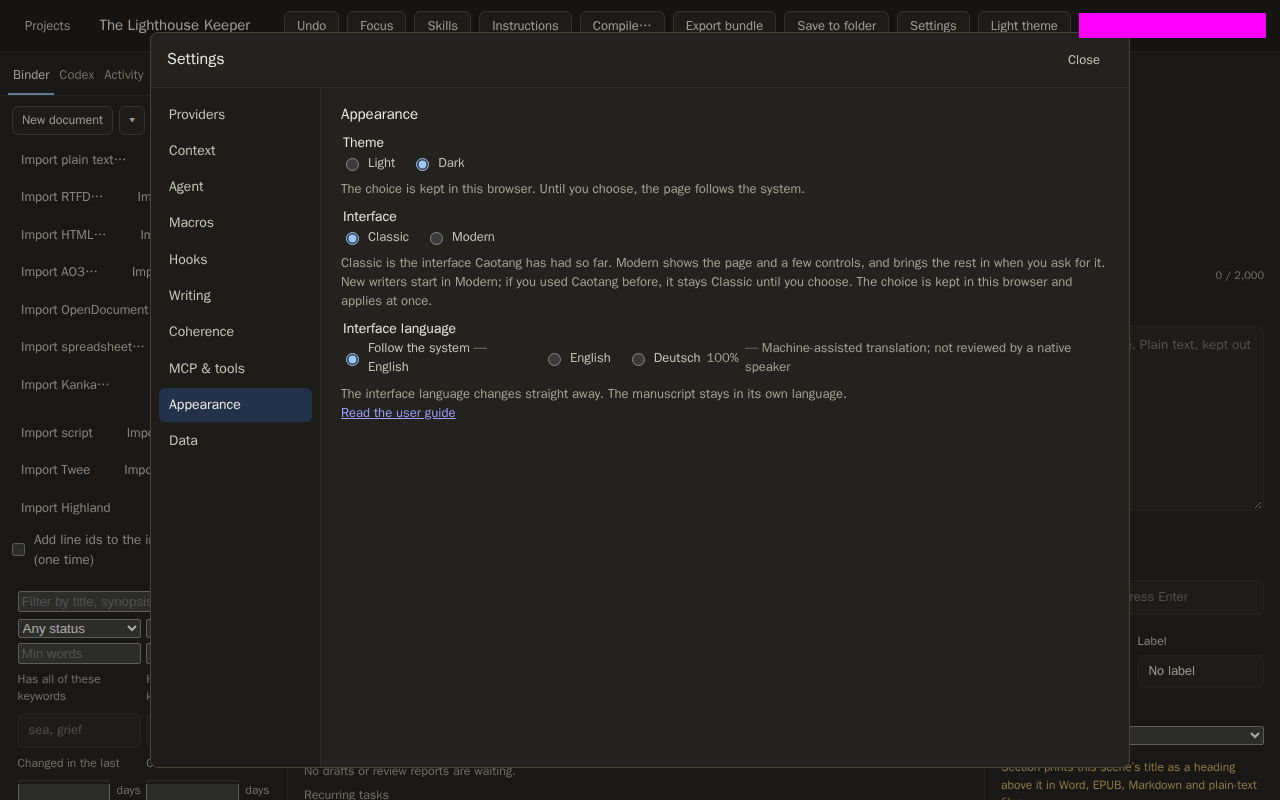 Projects
The Lighthouse Keeper
Undo
Focus
Skills
Instructions
Compile···
Export bundle
Save to folder
Settings
Light theme
Binder
Codex
Activity
New document
Import plain text···
Import RTFD···
Import HTML···
Import AO3···
Import OpenDocument
Import spreadsheet···
Import Kanka···
Import script
Import Twee
Import Highland
Add line ids to the i
(one time)
Filter by title, synopsis
Any status
Min words
Has all of these
keywords
sea, grief
Changed in the last
days
days
Settings
Close
Providers
Context
Agent
Macros
Hooks
Writing
Coherence
MCP & tools
Appearance
Data
Appearance
Theme
Light
Dark
The choice is kept in this browser. Until you choose, the page follows the system.
Interface
Classic
Modern
Classic is the interface Caotang has had so far. Modern shows the page and a few controls, and brings the rest in when you ask for it.
New writers start in Modern; if you used Caotang before, it stays Classic until you choose. The choice is kept in this browser and
applies at once.
Interface language
Follow the system —
English
English
Deutsch 100%
— Machine-assisted translation; not reviewed by a native
speaker
The interface language changes straight away. The manuscript stays in its own language.
Read the user guide
0 / 2,000
e. Plain text, kept out
ress Enter
Label
No label
Section prints this scene's title as a heading
above it in Word, EPUB, Markdown and plain-text
No drafts or review reports are waiting.
Recurring tasks